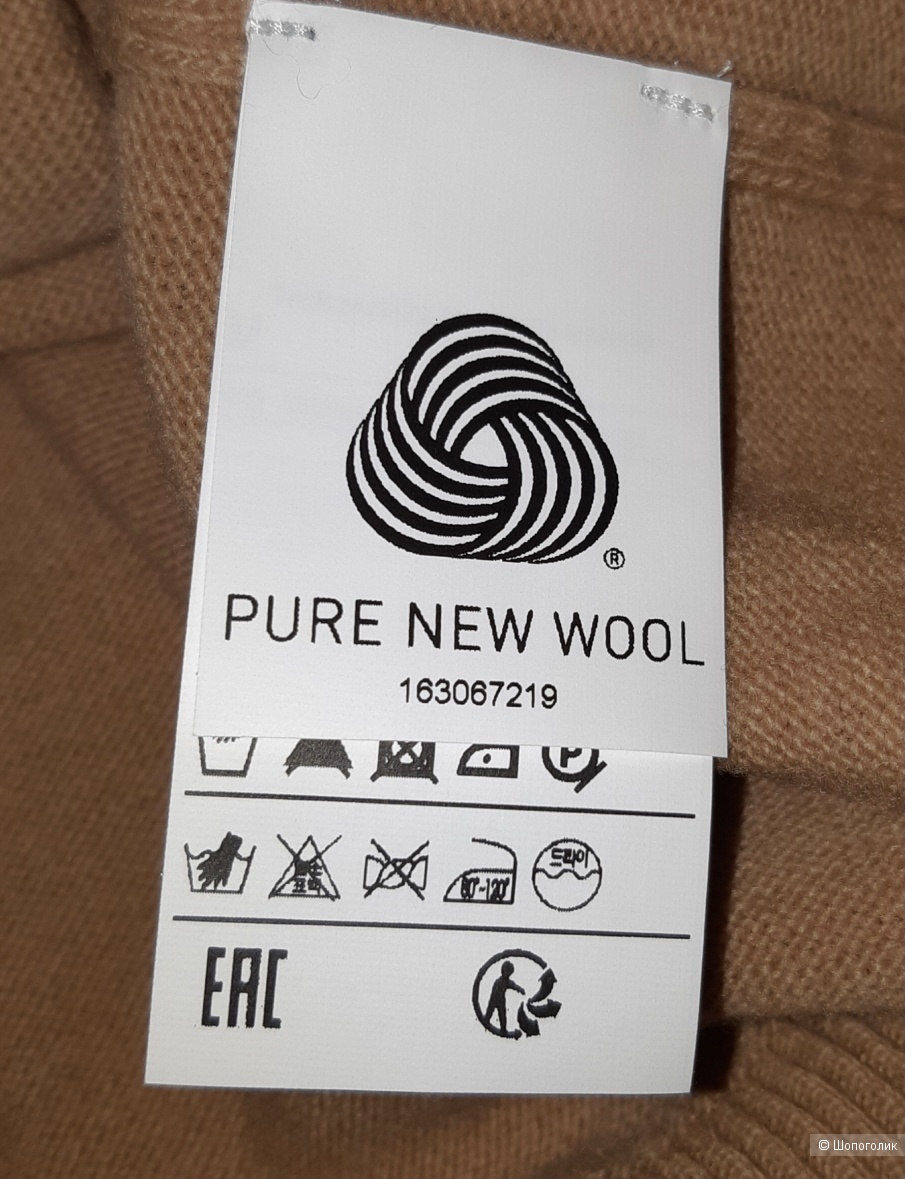 ®
PURE NEW WOOL
163067219
P
80~120
드라이
EAC
© Шопоголик